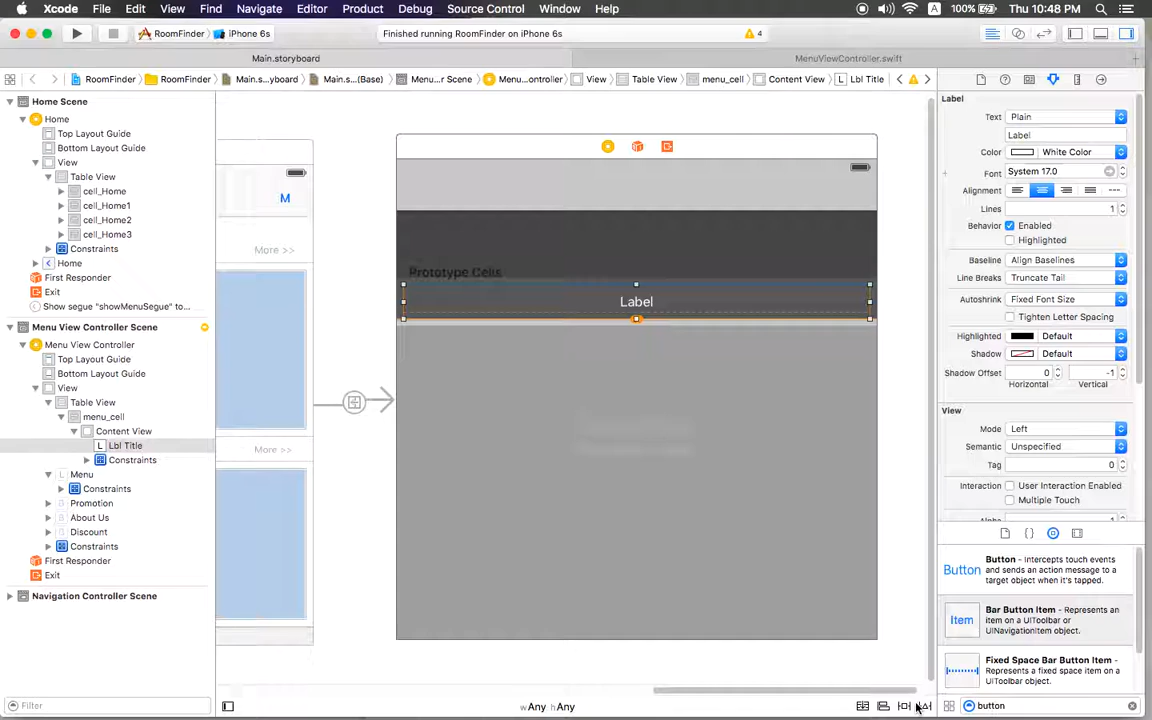 Xcode File Edit View Find Navigate Editor Product Debug Source Control Window Help
A 100% Thu 10:48 PM
RoomFinder iPhone 6s
Finished running RoomFinder on iPhone 6s 4
Main.storyboard
MenuViewController.swift
RoomFinder RoomFinder Main.s...yboard Main.s...(Base) Menu...r Scene Menu...ontroller View Table View menu_cell Content View L Lbl Title
Home Scene
Home
Top Layout Guide
Bottom Layout Guide
View
Table View
cell_Home
cell_Home1
cell_Home2
cell_Home3
Constraints
Home
First Responder
Exit
Show segue "showMenuSegue" to...
Menu View Controller Scene
Menu View Controller
Top Layout Guide
Bottom Layout Guide
View
Table View
menu_cell
Content View
L Lbl Title
Constraints
L Menu
Constraints
B Promotion
B About Us
B Discount
Constraints
First Responder
Exit
Navigation Controller Scene
Filter
M
More >>
More >>
Prototype Cells
Label
wAny hAny
Label
Text Plain
Label
Color White Color
Font System 17.0
Alignment
Lines 1
Behavior Enabled
Highlighted
Baseline Align Baselines
Line Breaks Truncate Tail
Autoshrink Fixed Font Size
Tighten Letter Spacing
Highlighted Default
Shadow Default
Shadow Offset 0 -1
Horizontal Vertical
View
Mode Left
Semantic Unspecified
Tag 0
Interaction User Interaction Enabled
Multiple Touch
Button
Button - Intercepts touch events and sends an action message to a target object when it's tapped.
Item
Bar Button Item - Represents an item on a UIToolbar or UINavigationItem object.
Fixed Space Bar Button Item - Represents a fixed space item on a UIToolbar object.
button